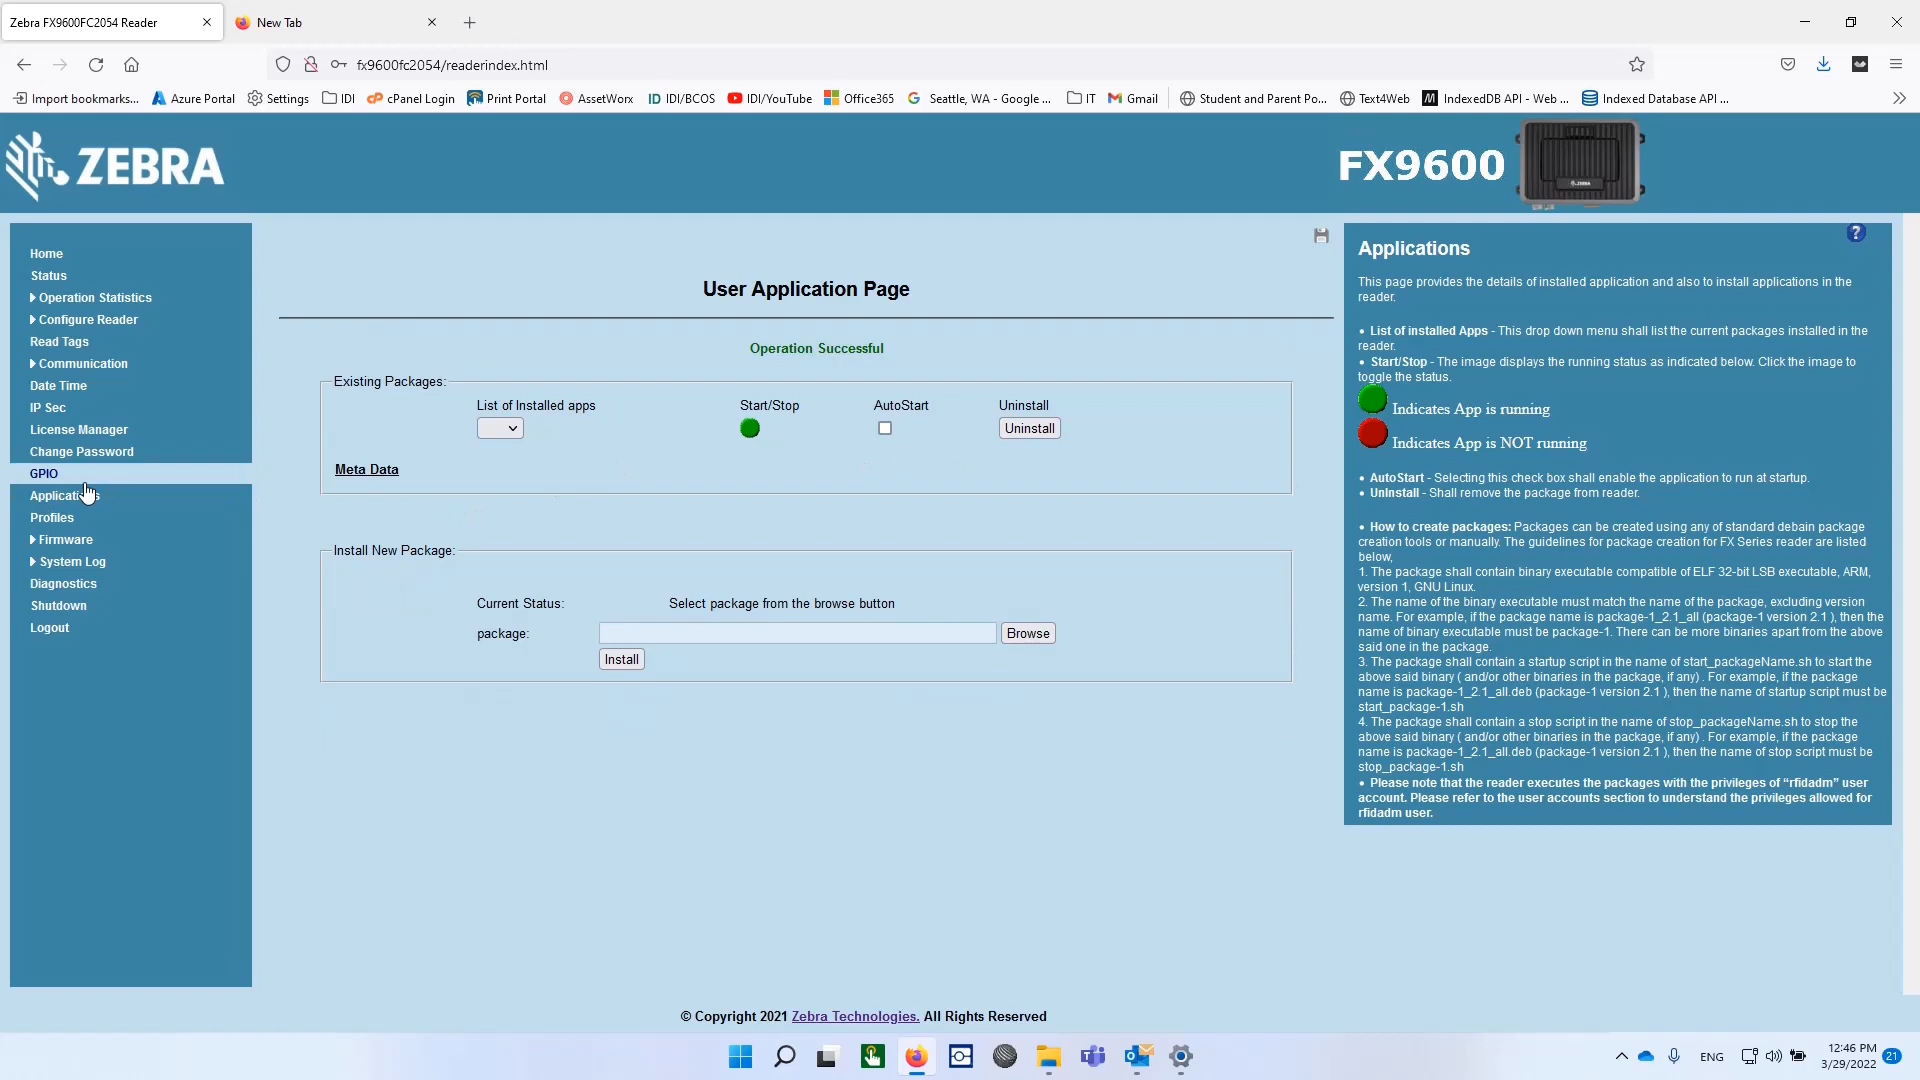 Zebra FX9600FC2054 Reader
New Tab
fx9600fc2054/readerindex.html
Import bookmarks...
Azure Portal
Settings
IDI
cPanel Login
Print Portal
AssetWorx
IDI/BCOS
IDI/YouTube
Office365
Seattle, WA - Google ...
IT
Gmail
Student and Parent Po...
Text4Web
IndexedDB API - Web ...
Indexed Database API ...
ZEBRA
FX9600
Home
Status
Operation Statistics
Configure Reader
Read Tags
Communication
Date Time
IP Sec
License Manager
Change Password
GPIO
Applications
Profiles
Firmware
System Log
Diagnostics
Shutdown
Logout
User Application Page
Operation Successful
Existing Packages:
List of Installed apps
Start/Stop
AutoStart
Uninstall
Uninstall
Meta Data
Install New Package:
Current Status:
Select package from the browse button
package:
Browse
Install
Applications
?
This page provides the details of installed application and also to install applications in the
reader.
• List of installed Apps - This drop down menu shall list the current packages installed in the
reader.
• Start/Stop - The image displays the running status as indicated below. Click the image to
toggle the status.
Indicates App is running
Indicates App is NOT running
• AutoStart - Selecting this check box shall enable the application to run at startup.
• UnInstall - Shall remove the package from reader.
• How to create packages: Packages can be created using any of standard debain package
creation tools or manually. The guidelines for package creation for FX Series reader are listed
below,
1. The package shall contain binary executable compatible of ELF 32-bit LSB executable, ARM,
version 1, GNU Linux.
2. The name of the binary executable must match the name of the package, excluding version
name. For example, if the package name is package-1_2.1_all (package-1 version 2.1 ), then the
name of binary executable must be package-1. There can be more binaries apart from the above
said one in the package.
3. The package shall contain a startup script in the name of start_packageName.sh to start the
above said binary ( and/or other binaries in the package, if any) . For example, if the package
name is package-1_2.1_all.deb (package-1 version 2.1 ), then the name of startup script must be
start_package-1.sh
4. The package shall contain a stop script in the name of stop_packageName.sh to stop the
above said binary ( and/or other binaries in the package, if any) . For example, if the package
name is package-1_2.1_all.deb (package-1 version 2.1 ), then the name of stop script must be
stop_package-1.sh
• Please note that the reader executes the packages with the privileges of “rfidadm” user
account. Please refer to the user accounts section to understand the privileges allowed for
rfidadm user.
© Copyright 2021 Zebra Technologies. All Rights Reserved
ENG
12:46 PM
3/29/2022
21